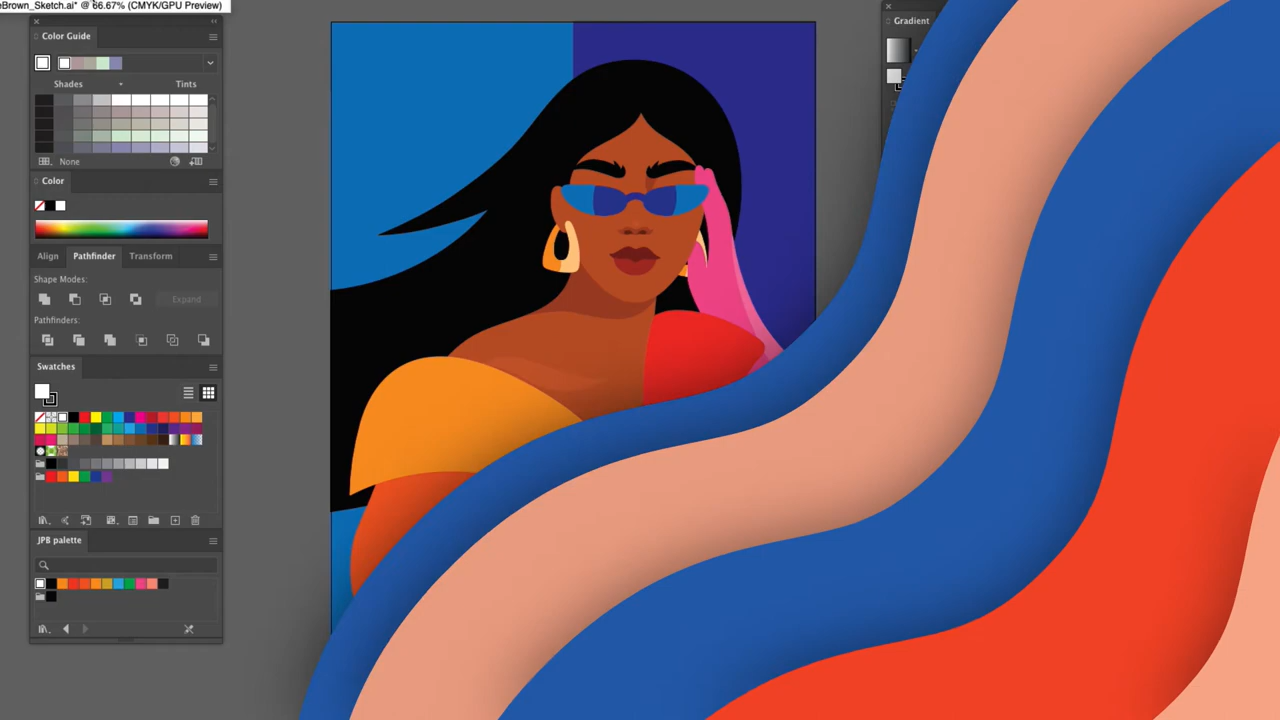 eBrown_Sketch.ai* @ 66.67% (CMYK/GPU Preview)
Color Guide
Shades
Tints
None
Color
Align
Pathfinder
Transform
Shape Modes:
Expand
Pathfinders:
Swatches
JPB palette
Gradient